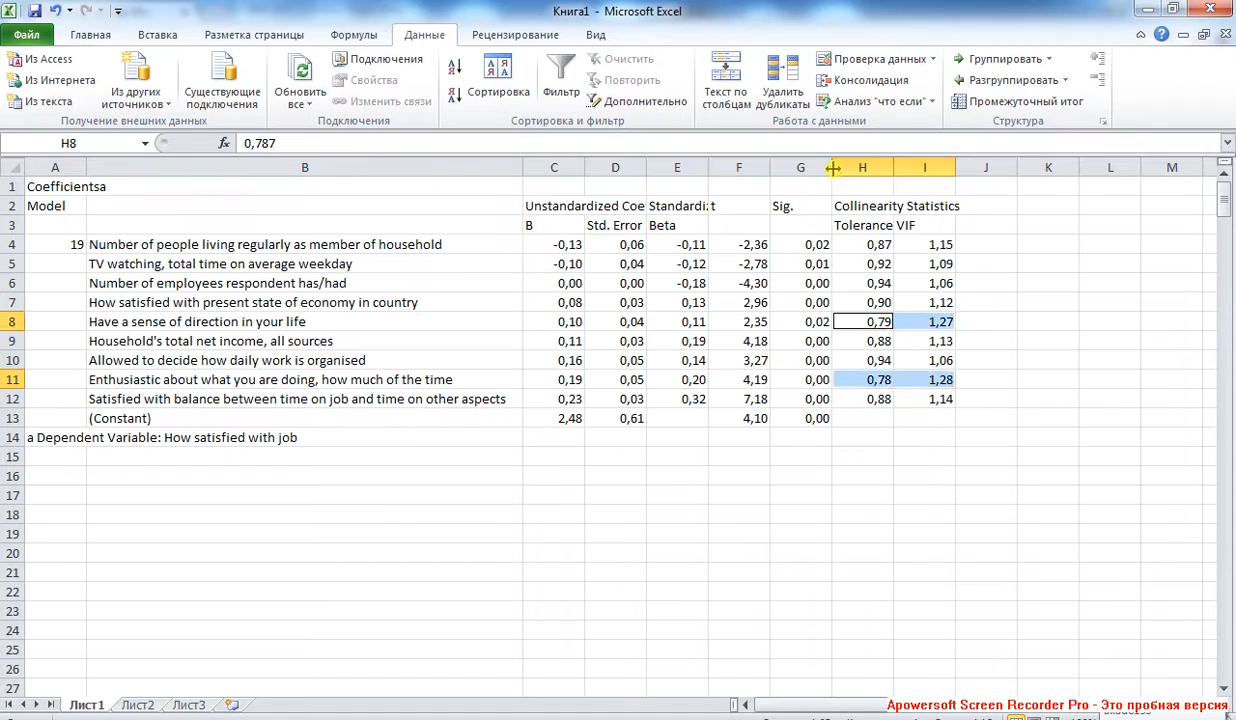 Книга1 - Microsoft Excel
Файл Главная Вставка Разметка страницы Формулы Данные Рецензирование Вид
Из Access
Из Интернета
Из текста
Из других источников
Существующие подключения
Получение внешних данных
Обновить все
Подключения
Свойства
Изменить связи
Подключения
Сортировка
Фильтр
Очистить
Повторить
Дополнительно
Сортировка и фильтр
Текст по столбцам
Удалить дубликаты
Проверка данных
Консолидация
Анализ "что если"
Работа с данными
Группировать
Разгруппировать
Промежуточный итог
Структура
H8 fx 0,787
A B C D E F G H I J K L M
1 Coefficientsa
2 Model Unstandardized Coe Standardiz t Sig. Collinearity Statistics
3 B Std. Error Beta Tolerance VIF
4 19 Number of people living regularly as member of household -0,13 0,06 -0,11 -2,36 0,02 0,87 1,15
5 TV watching, total time on average weekday -0,10 0,04 -0,12 -2,78 0,01 0,92 1,09
6 Number of employees respondent has/had 0,00 0,00 -0,18 -4,30 0,00 0,94 1,06
7 How satisfied with present state of economy in country 0,08 0,03 0,13 2,96 0,00 0,90 1,12
8 Have a sense of direction in your life 0,10 0,04 0,11 2,35 0,02 0,79 1,27
9 Household's total net income, all sources 0,11 0,03 0,19 4,18 0,00 0,88 1,13
10 Allowed to decide how daily work is organised 0,16 0,05 0,14 3,27 0,00 0,94 1,06
11 Enthusiastic about what you are doing, how much of the time 0,19 0,05 0,20 4,19 0,00 0,78 1,28
12 Satisfied with balance between time on job and time on other aspects 0,23 0,03 0,32 7,18 0,00 0,88 1,14
13 (Constant) 2,48 0,61 4,10 0,00
14 a Dependent Variable: How satisfied with job
15
16
17
18
19
20
21
22
23
24
25
26
27
Лист1 Лист2 Лист3
Apowersoft Screen Recorder Pro - Это пробная версия